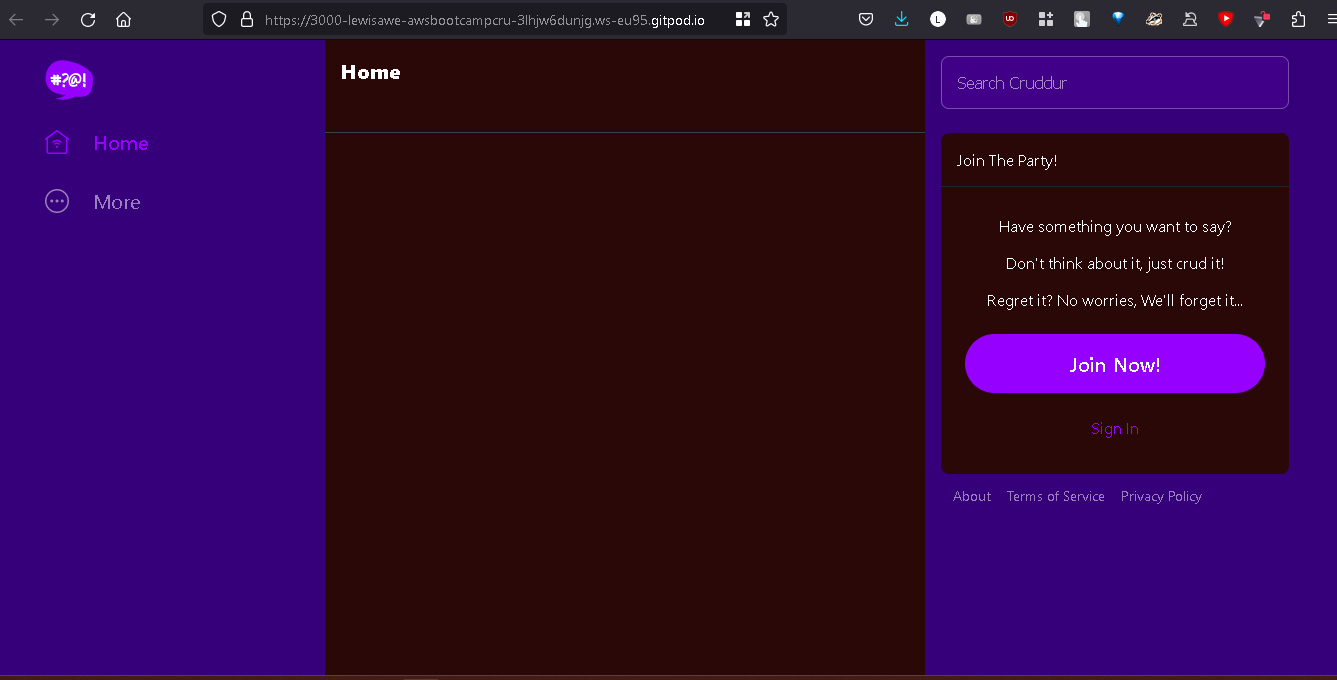 https://3000-lewisawe-awsbootcampcru-3lhjw6dunjg.ws-eu95.gitpod.io
#?@!
Home
More
Home
Search Cruddur
Join The Party!
Have something you want to say?
Don't think about it, just crud it!
Regret it? No worries, We'll forget it...
Join Now!
Sign In
About Terms of Service Privacy Policy